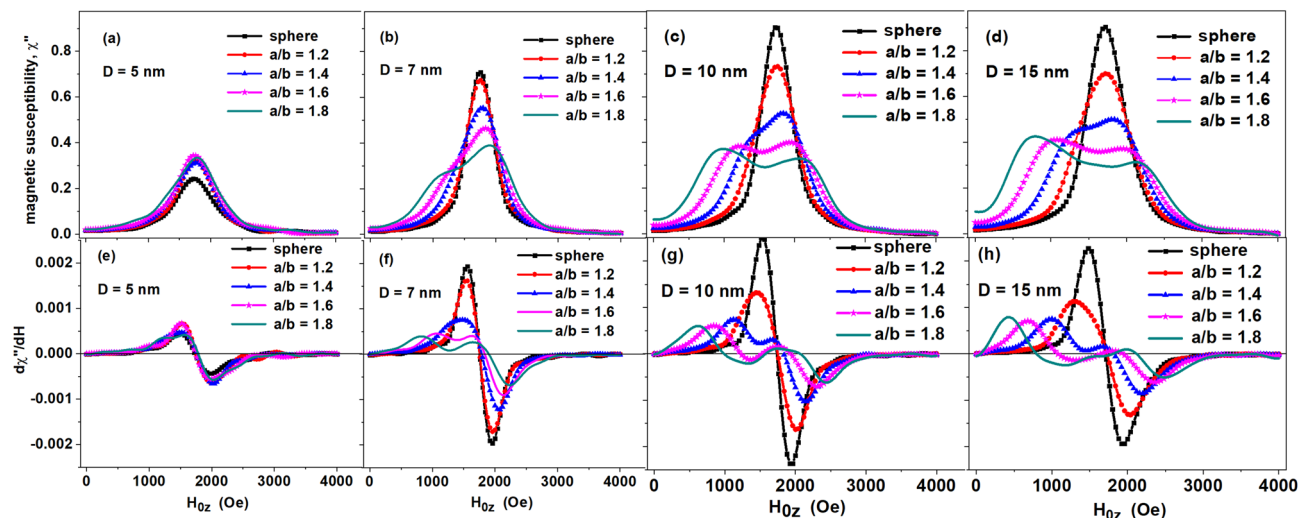 magnetic susceptibility, χ"
0.8
0.6
0.4
0.2
0.0
(a)
D = 5 nm
sphere
a/b = 1.2
a/b = 1.4
a/b = 1.6
a/b = 1.8
(b)
D = 7 nm
sphere
a/b = 1.2
a/b = 1.4
a/b = 1.6
a/b = 1.8
(c)
D = 10 nm
sphere
a/b = 1.2
a/b = 1.4
a/b = 1.6
a/b = 1.8
(d)
D = 15 nm
sphere
a/b = 1.2
a/b = 1.4
a/b = 1.6
a/b = 1.8
dχ"/dH
0.002
0.001
0.000
-0.001
-0.002
(e)
D = 5 nm
sphere
a/b = 1.2
a/b = 1.4
a/b = 1.6
a/b = 1.8
0 1000 2000 3000 4000
H0z (Oe)
(f)
D = 7 nm
sphere
a/b = 1.2
a/b = 1.4
a/b = 1.6
a/b = 1.8
0 1000 2000 3000 4000
H0z (Oe)
(g)
D = 10 nm
sphere
a/b = 1.2
a/b = 1.4
a/b = 1.6
a/b = 1.8
0 1000 2000 3000 4000
H0z (Oe)
(h)
D = 15 nm
sphere
a/b = 1.2
a/b = 1.4
a/b = 1.6
a/b = 1.8
0 1000 2000 3000 4000
H0z (Oe)